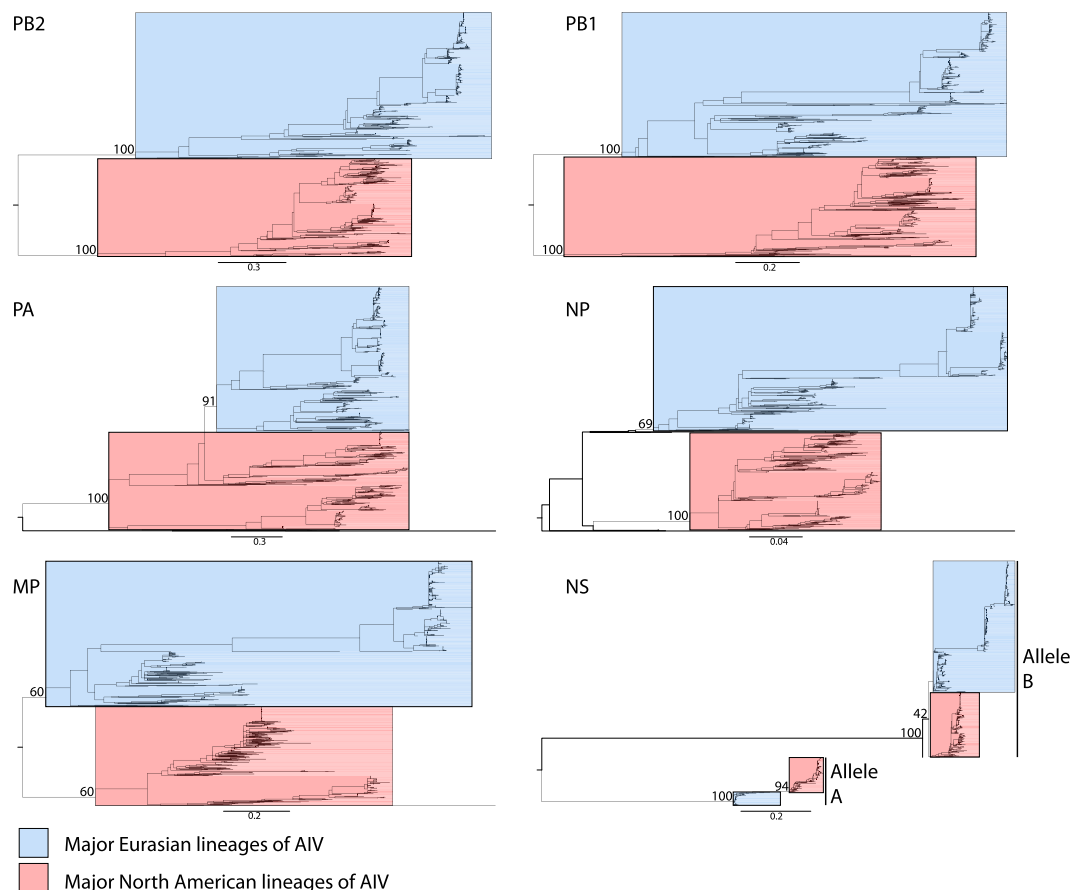 PB2
100
100
0.3
PB1
100
100
0.2
PA
91
100
0.3
NP
69
100
0.04
MP
60
60
0.2
NS
Allele
B
42
100
Allele
A
94
100
0.2
Major Eurasian lineages of AIV
Major North American lineages of AIV